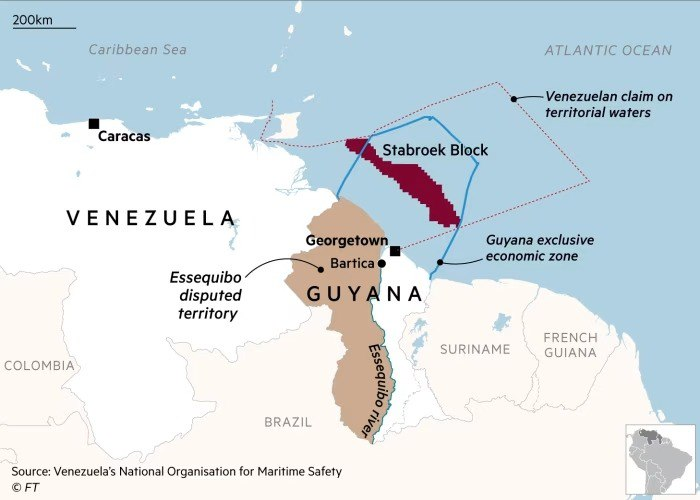 200km
Caribbean Sea
ATLANTIC OCEAN
Venezuelan claim on
territorial waters
Caracas
Stabroek Block
VENEZUELA
Georgetown
Guyana exclusive
economic zone
Bartica
Essequibo
disputed
territory
GUYANA
Essequibo river
SURINAME
FRENCH
GUIANA
COLOMBIA
BRAZIL
Source: Venezuela's National Organisation for Maritime Safety
© FT